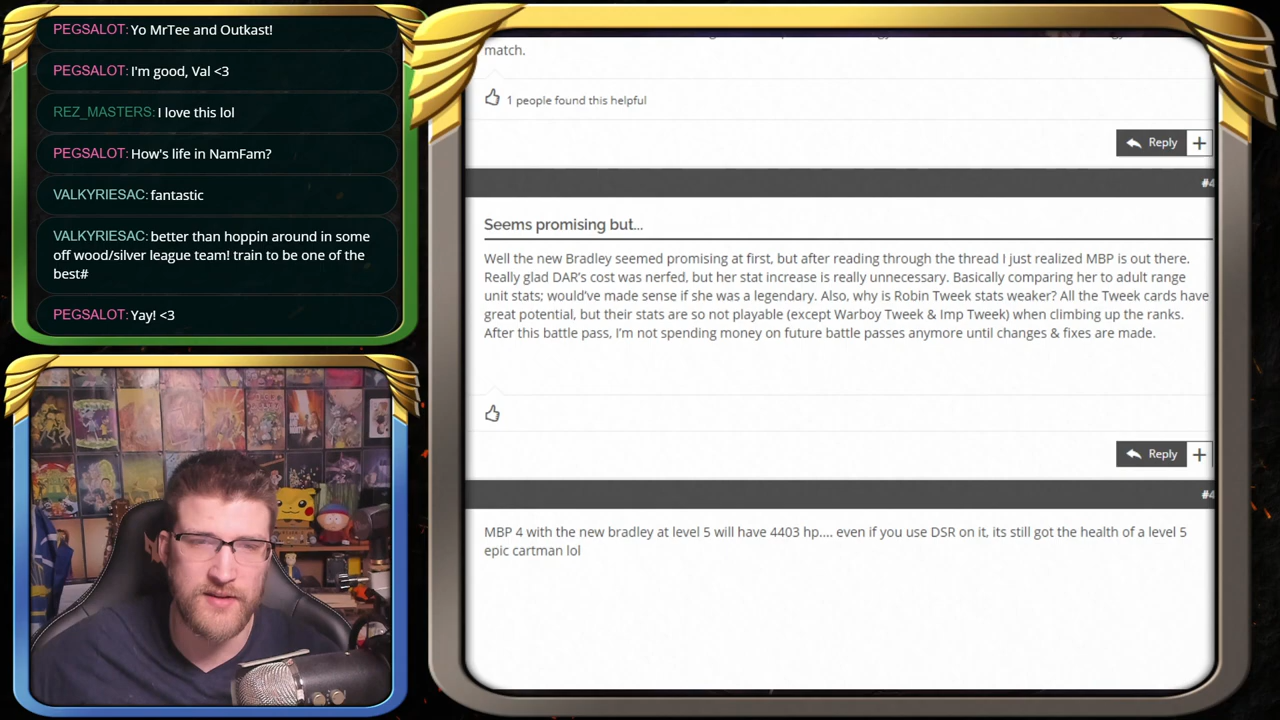 PEGSALOT: Yo MrTee and Outkast!
PEGSALOT: I'm good, Val <3
REZ_MASTERS: I love this lol
PEGSALOT: How's life in NamFam?
VALKYRIESAC: fantastic
VALKYRIESAC: better than hoppin around in some
off wood/silver league team! train to be one of the
best#
PEGSALOT: Yay! <3
match.
1 people found this helpful
Reply
#4
Seems promising but...
Well the new Bradley seemed promising at first, but after reading through the thread I just realized MBP is out there.
Really glad DAR's cost was nerfed, but her stat increase is really unnecessary. Basically comparing her to adult range
unit stats; would've made sense if she was a legendary. Also, why is Robin Tweek stats weaker? All the Tweek cards have
great potential, but their stats are so not playable (except Warboy Tweek & Imp Tweek) when climbing up the ranks.
After this battle pass, I'm not spending money on future battle passes anymore until changes & fixes are made.
Reply
#4
MBP 4 with the new bradley at level 5 will have 4403 hp.... even if you use DSR on it, its still got the health of a level 5
epic cartman lol